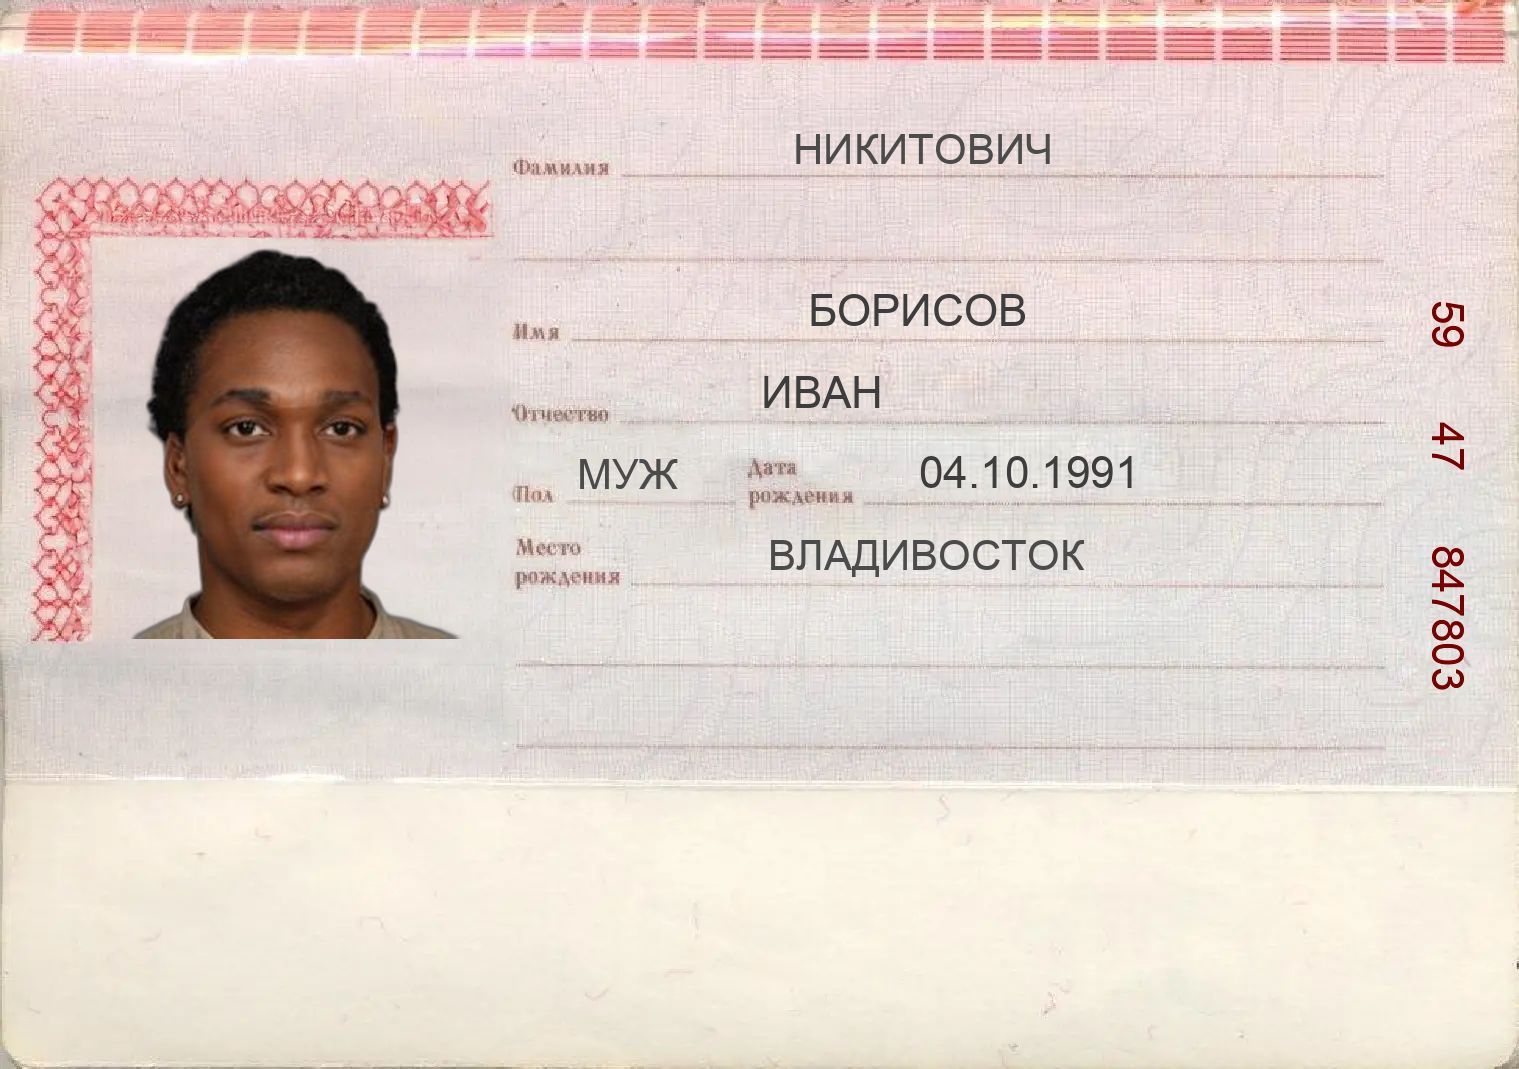 Фамилия НИКИТОВИЧ
Имя БОРИСОВ
Отчество ИВАН
Пол МУЖ Дата рождения 04.10.1991
Место рождения ВЛАДИВОСТОК
59 47 847803